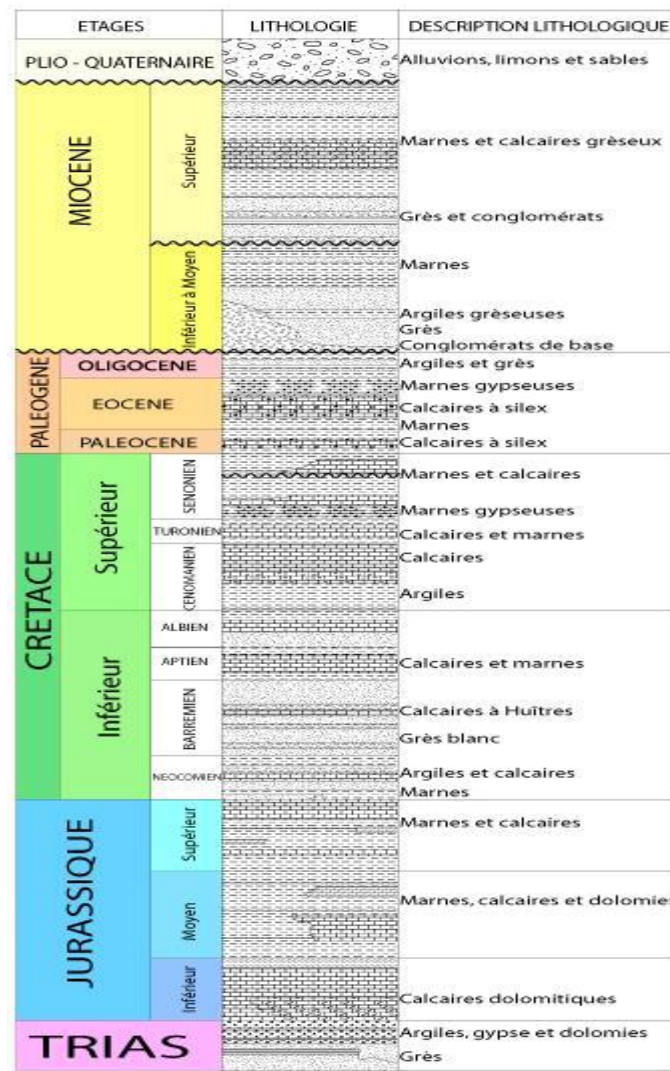 ETAGES LITHOLOGIE DESCRIPTION LITHOLOGIQUE
PLIO - QUATERNAIRE Alluvions, limons et sables
MIOCENE
Supérieur
Marnes et calcaires grèseux
Grès et conglomérats
Inférieur à Moyen
Marnes
Argiles grèseuses
Grès
Conglomérats de base
PALEOGENE
OLIGOCENE Argiles et grès
EOCENE
Marnes gypseuses
Calcaires à silex
Marnes
PALEOCENE Calcaires à silex
CRETACE
Supérieur
SENONIEN
Marnes et calcaires
Marnes gypseuses
TURONIEN Calcaires et marnes
CENOMANIEN
Calcaires
Argiles
Inférieur
ALBIEN
APTIEN Calcaires et marnes
BARREMIEN
Calcaires à Huîtres
Grès blanc
NEOCOMIEN Argiles et calcaires
Marnes
JURASSIQUE
Supérieur
Marnes et calcaires
Moyen
Marnes, calcaires et dolomies
Inférieur
Calcaires dolomitiques
TRIAS
Argiles, gypse et dolomies
Grès